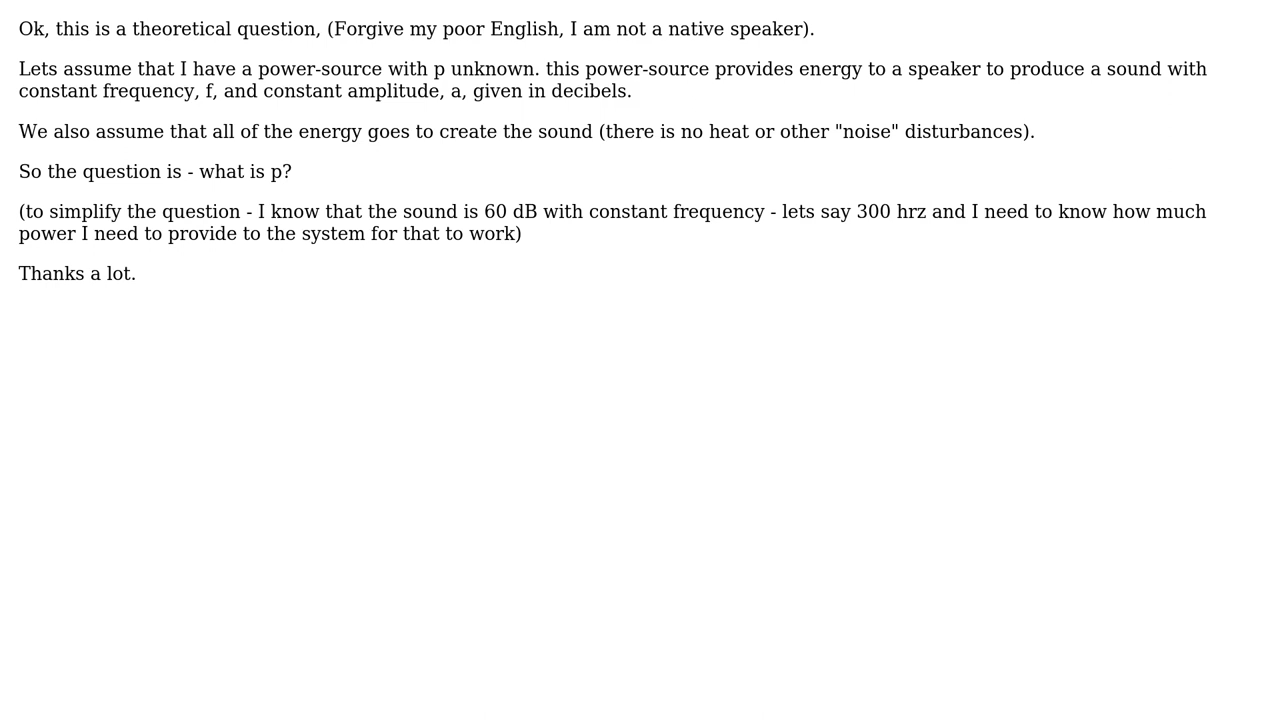 Ok, this is a theoretical question, (Forgive my poor English, I am not a native speaker).
Lets assume that I have a power-source with p unknown. this power-source provides energy to a speaker to produce a sound with
constant frequency, f, and constant amplitude, a, given in decibels.
We also assume that all of the energy goes to create the sound (there is no heat or other "noise" disturbances).
So the question is - what is p?
(to simplify the question - I know that the sound is 60 dB with constant frequency - lets say 300 hrz and I need to know how much
power I need to provide to the system for that to work)
Thanks a lot.